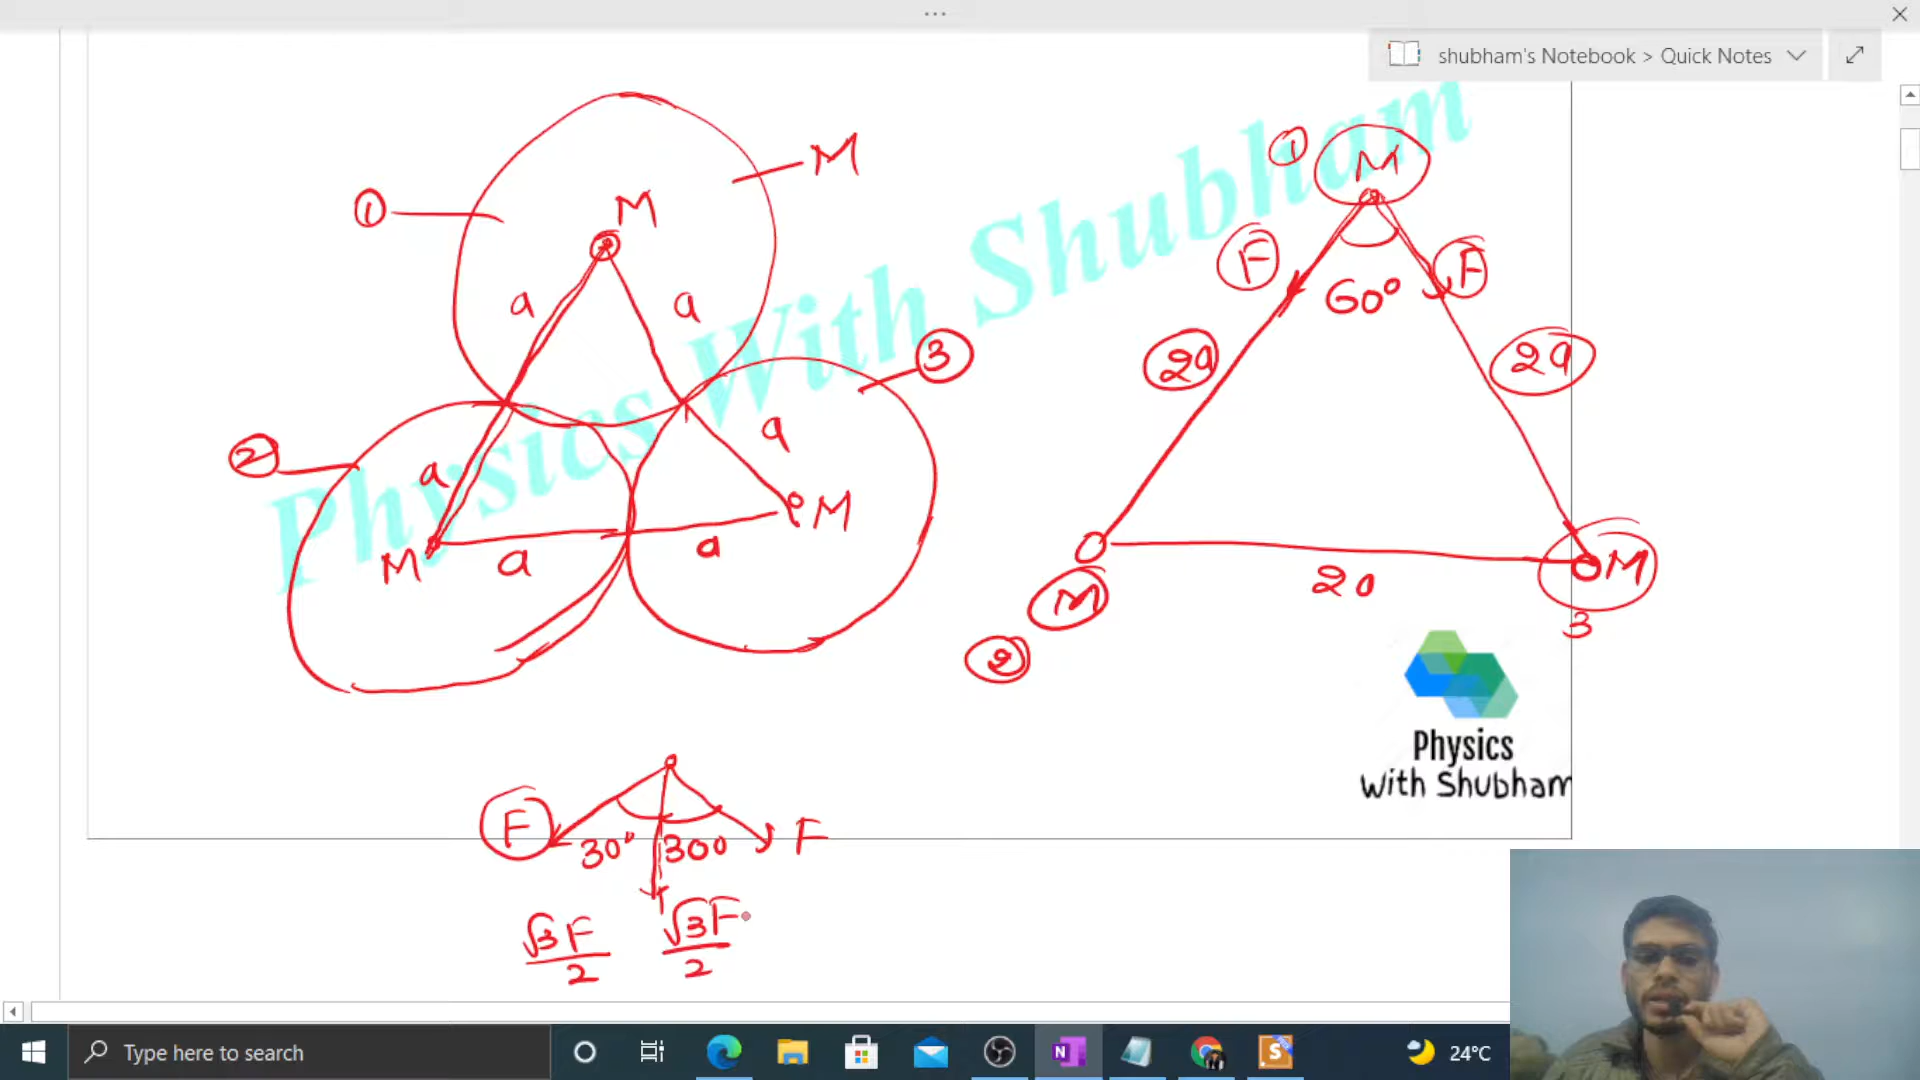 shubham's Notebook > Quick Notes
Physics With Shubham
① M
M
a a
② ③
a a
M a a M
① M
F F
60°
2a 2a
M 2a M
② 3
Physics
With Shubham
F 30° 300 F
√3F/2 √3F/2
Type here to search
24°C